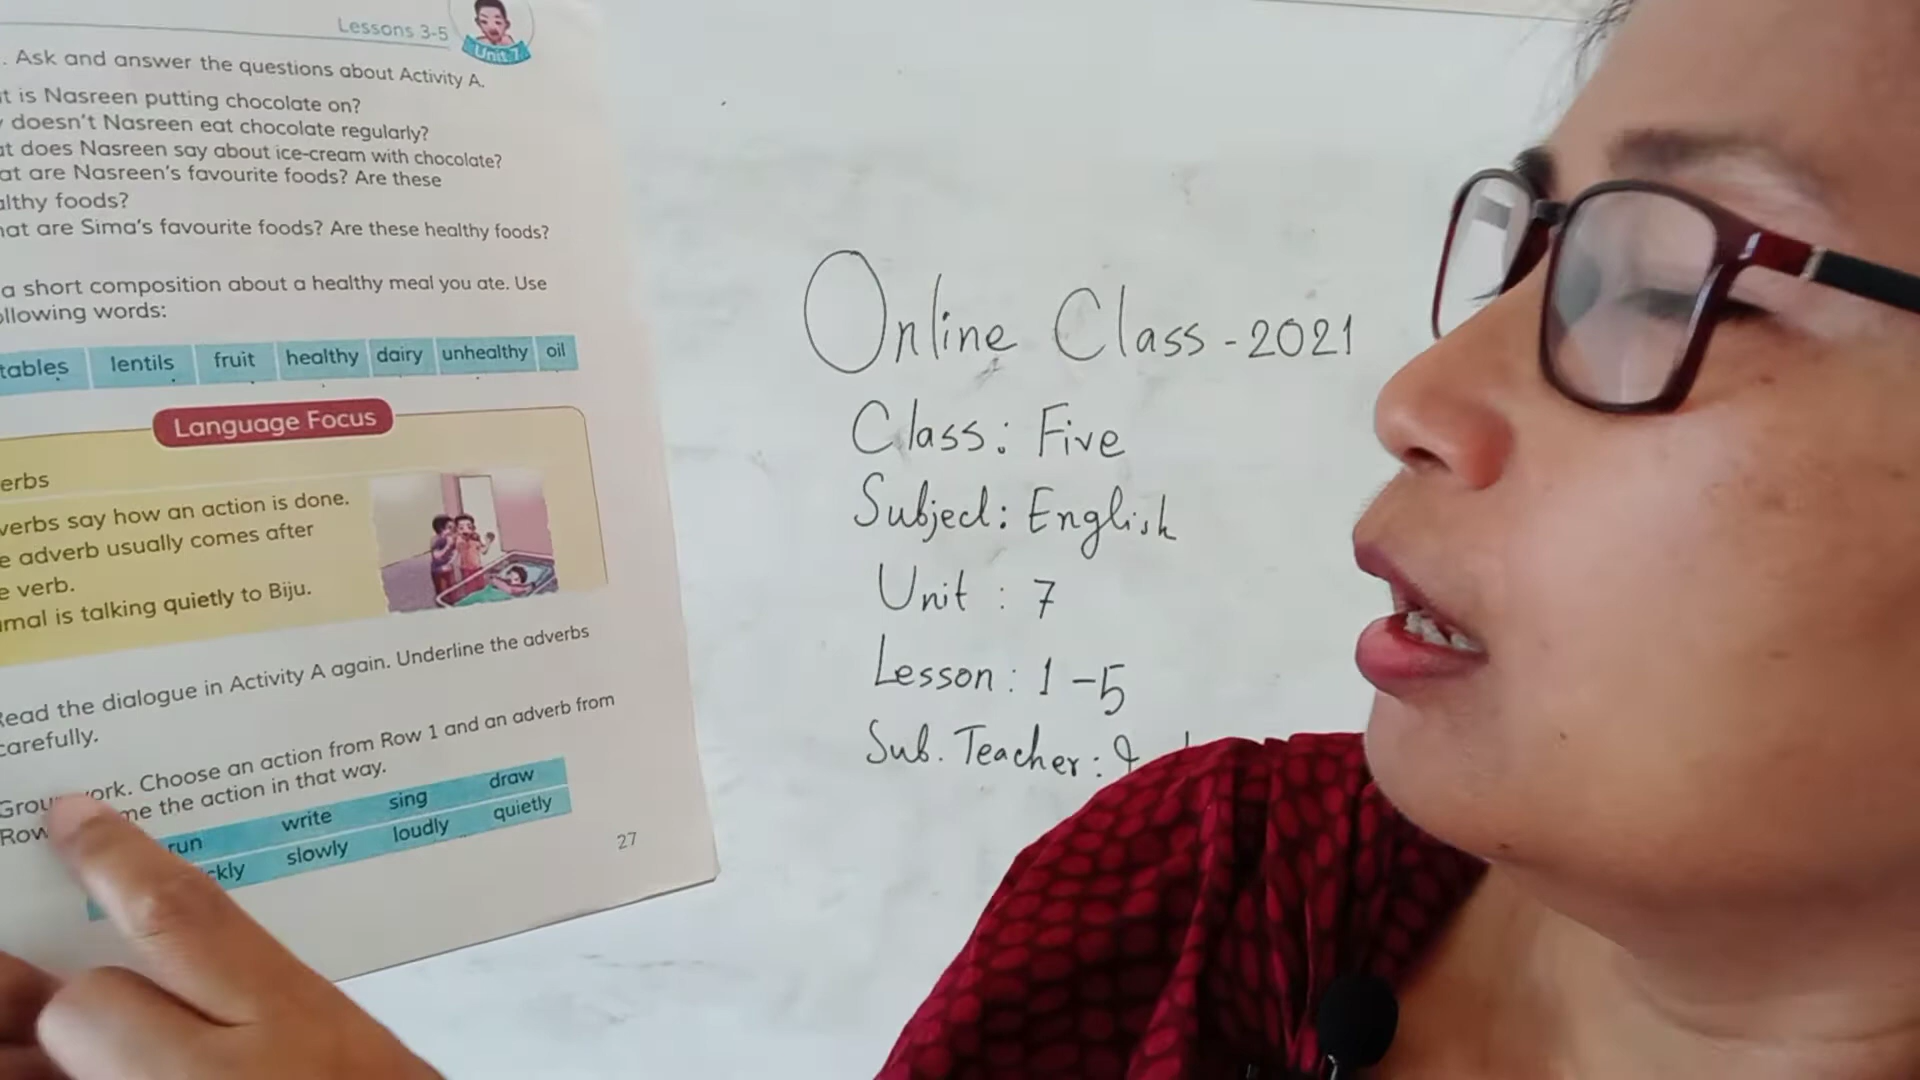 Lessons 3-5
Unit 7
. Ask and answer the questions about Activity A.
t is Nasreen putting chocolate on?
doesn't Nasreen eat chocolate regularly?
at does Nasreen say about ice-cream with chocolate?
at are Nasreen's favourite foods? Are these
althy foods?
hat are Sima's favourite foods? Are these healthy foods?
a short composition about a healthy meal you ate. Use
ollowing words:
tables lentils fruit healthy dairy unhealthy oil
Language Focus
erbs
verbs say how an action is done.
e adverb usually comes after
e verb.
mal is talking quietly to Biju.
Read the dialogue in Activity A again. Underline the adverbs
carefully.
Group work. Choose an action from Row 1 and an adverb from
Row me the action in that way.
run write sing draw
ckly slowly loudly quietly
27
Online Class - 2021
Class: Five
Subject: English
Unit : 7
Lesson : 1-5
Sub. Teacher :